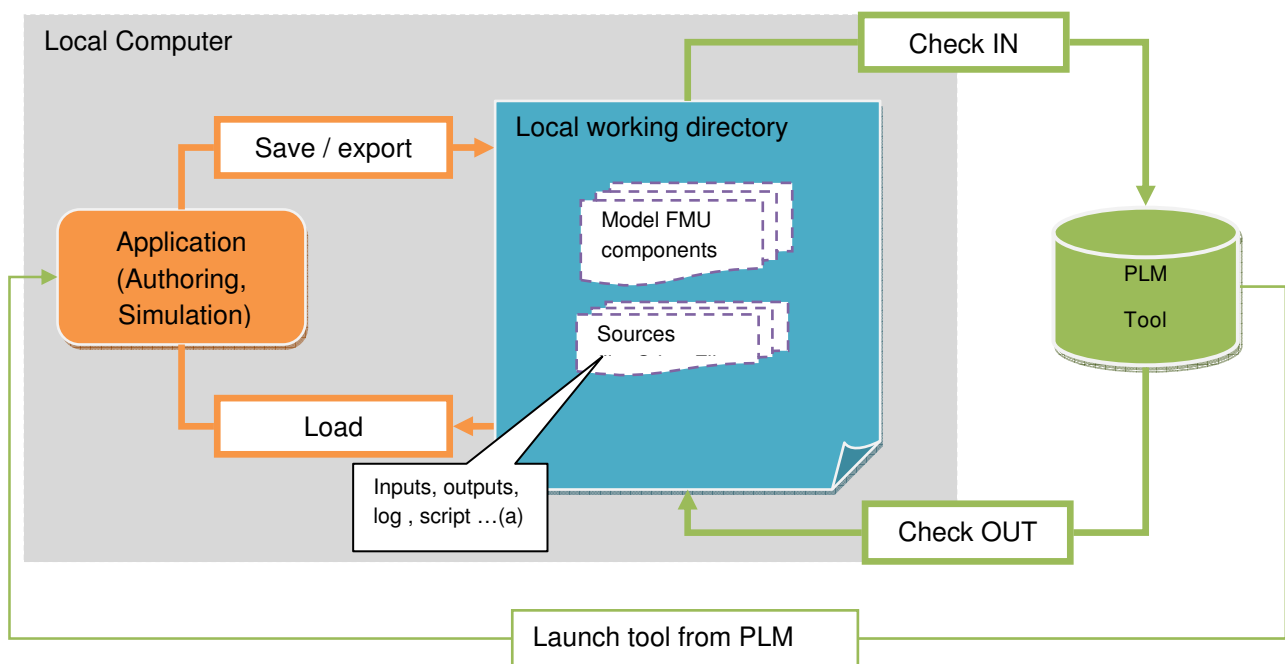 Local Computer
Check IN
Save / export
Local working directory
Model FMU
components
Application
(Authoring,
Simulation)
PLM
Tool
Sources
Load
Inputs, outputs,
log , script …(a)
Check OUT
Launch tool from PLM